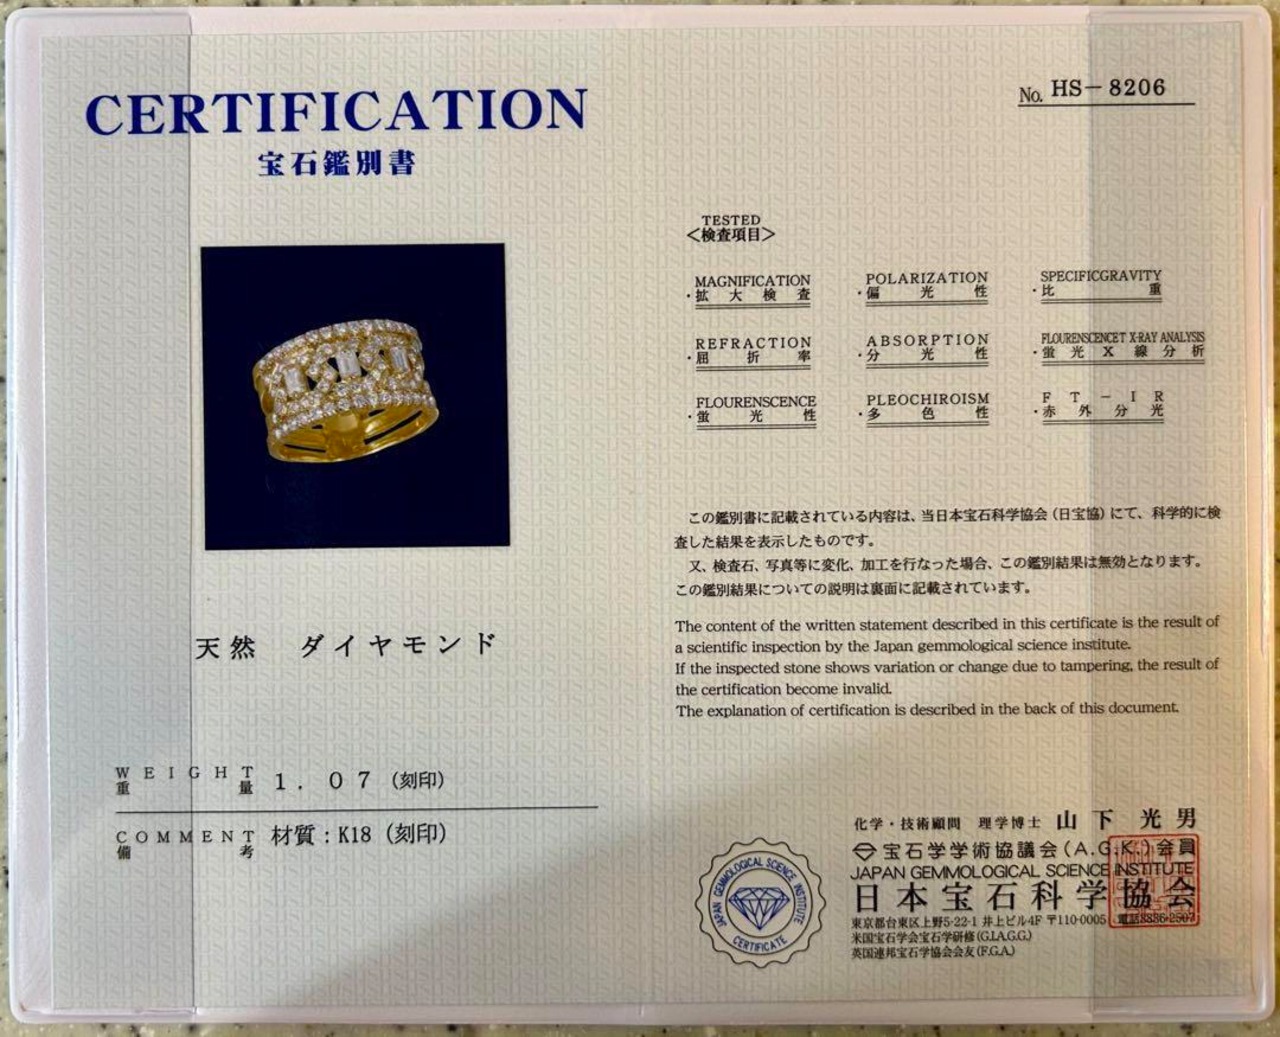 CERTIFICATION
宝石鑑別書
No. HS-8206
TESTED
<検査項目>
MAGNIFICATION
・拡大検査
POLARIZATION
・偏光性
SPECIFICGRAVITY
・比重
REFRACTION
・屈折率
ABSORPTION
・分光性
FLOURENSCENCET X-RAY ANALYSIS
・蛍光X線分析
FLOURENSCENCE
・蛍光性
PLEOCHIROISM
・多色性
FT-IR
・赤外分光
この鑑別書に記載されている内容は、当日本宝石科学協会(日宝協)にて、科学的に検
査した結果を表示したものです。
又、検査石、写真等に変化、加工を行なった場合、この鑑別結果は無効となります。
この鑑別結果についての説明は裏面に記載されています。
The content of the written statement described in this certificate is the result of
a scientific inspection by the Japan gemmological science institute.
If the inspected stone shows variation or change due to tampering, the result of
the certification become invalid.
The explanation of certification is described in the back of this document.
天然 ダイヤモンド
WEIGHT
重量 1.07(刻印)
COMMENT
備考 材質:K18(刻印)
JAPAN GEMMOLOGICAL SCIENCE INSTITUTE
CERTIFICATE
化学・技術顧問 理学博士 山下 光男
宝石学学術協議会(A.G.K.)会員
JAPAN GEMMOLOGICAL SCIENCE INSTITUTE
日本宝石科学協会
東京都台東区上野5-22-1 井上ビル4F 〒110-0005 電話3836-2507
米国宝石学会宝石学研修(G.I.A.G.G.)
英国連邦宝石学協会会友(F.G.A.)